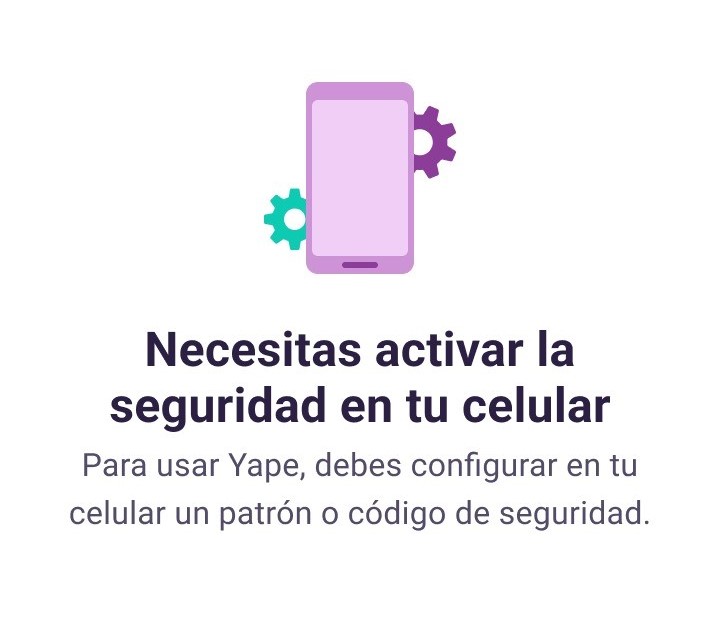 Necesitas activar la
seguridad en tu celular
Para usar Yape, debes configurar en tu
celular un patrón o código de seguridad.